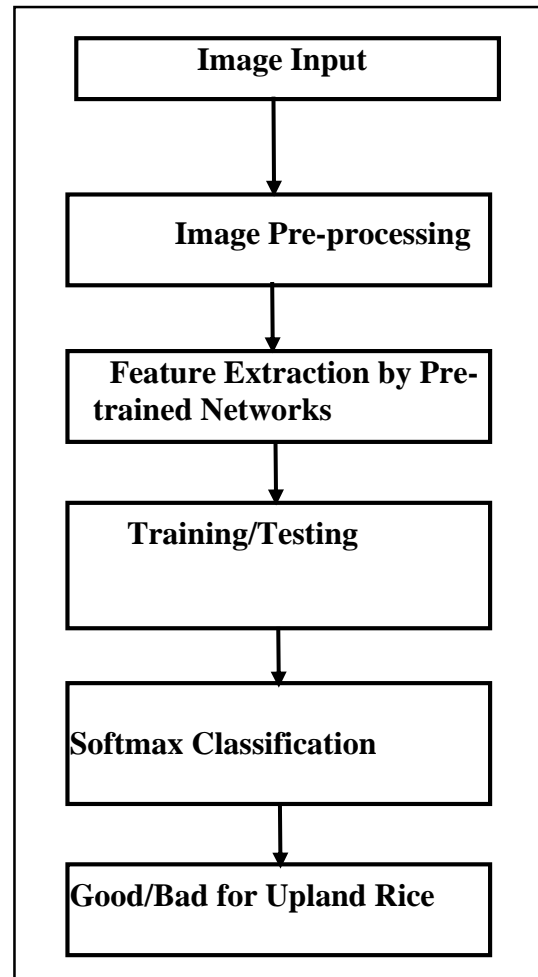 Image Input
Image Pre-processing
Feature Extraction by Pre-
trained Networks
Training/Testing
Softmax Classification
Good/Bad for Upland Rice